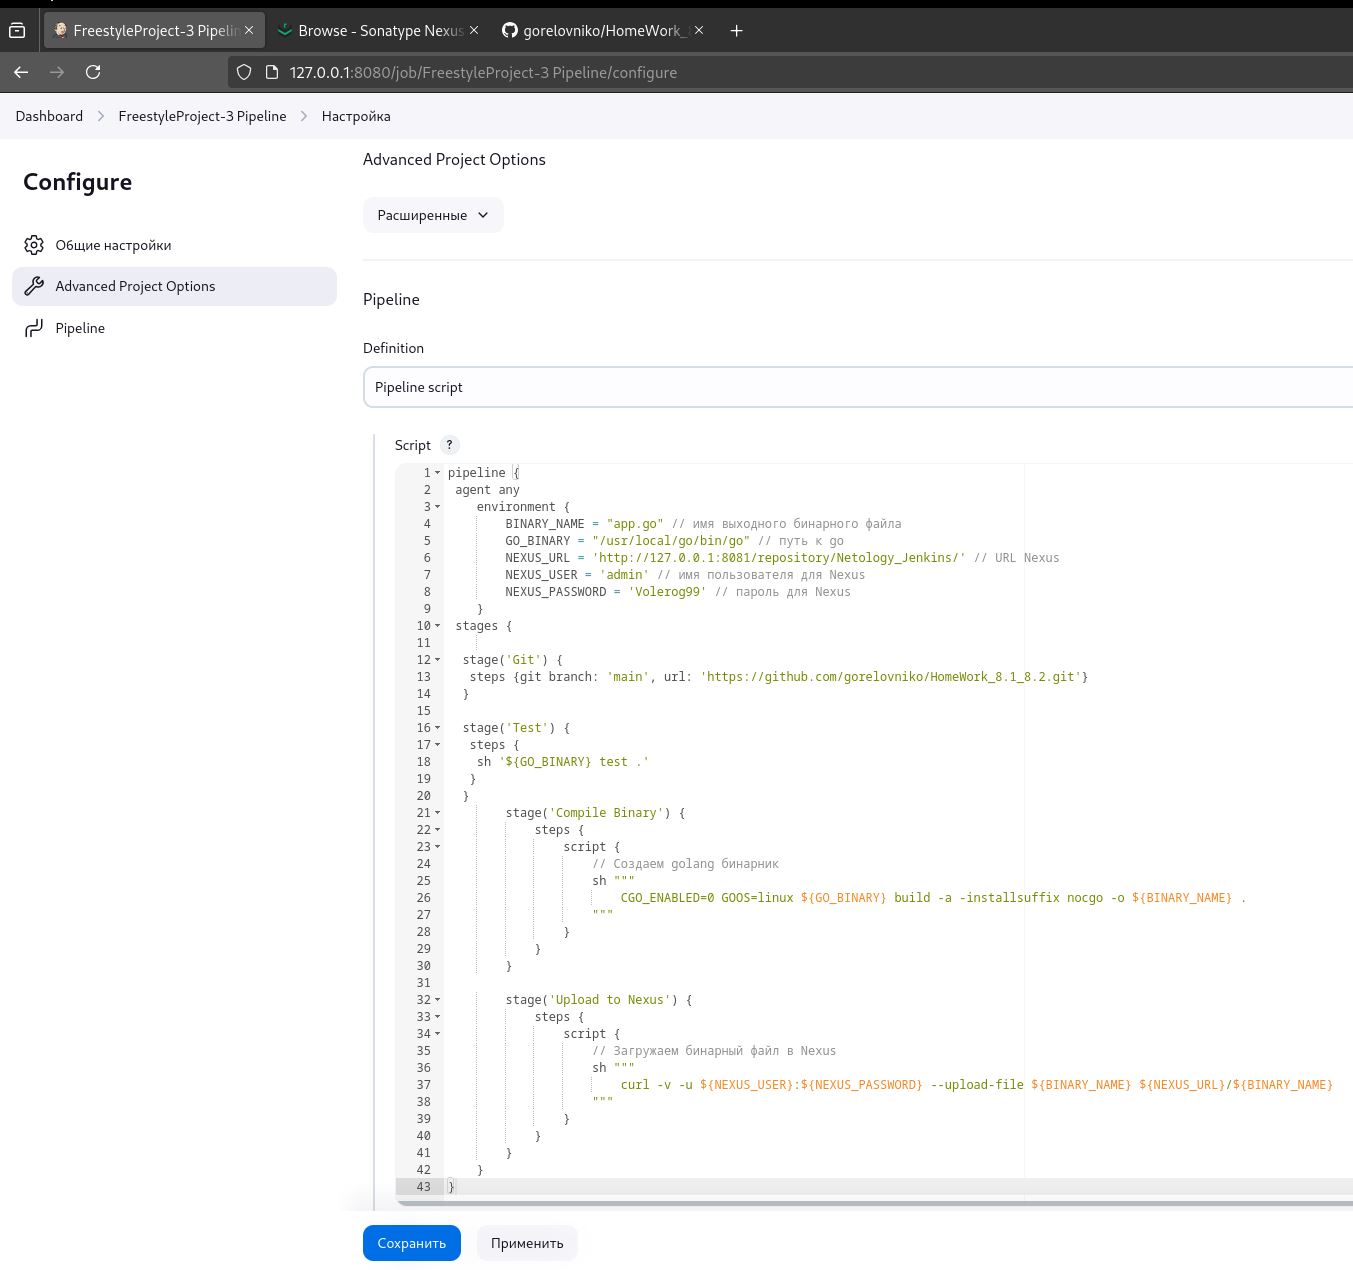 FreestyleProject-3 Pipelin
Browse - Sonatype Nexus
gorelovniko/HomeWork_
127.0.0.1:8080/job/FreestyleProject-3 Pipeline/configure
Dashboard > FreestyleProject-3 Pipeline > Настройка
Configure
Общие настройки
Advanced Project Options
Pipeline
Advanced Project Options
Расширенные
Pipeline
Definition
Pipeline script
Script ?
1 pipeline {
2 agent any
3 environment {
4 BINARY_NAME = "app.go" // имя выходного бинарного файла
5 GO_BINARY = "/usr/local/go/bin/go" // путь к go
6 NEXUS_URL = 'http://127.0.0.1:8081/repository/Netology_Jenkins/' // URL Nexus
7 NEXUS_USER = 'admin' // имя пользователя для Nexus
8 NEXUS_PASSWORD = 'Volerog99' // пароль для Nexus
9 }
10 stages {
11
12 stage('Git') {
13 steps {git branch: 'main', url: 'https://github.com/gorelovniko/HomeWork_8.1_8.2.git'}
14 }
15
16 stage('Test') {
17 steps {
18 sh '${GO_BINARY} test .'
19 }
20 }
21 stage('Compile Binary') {
22 steps {
23 script {
24 // Создаем golang бинарник
25 sh """
26 CGO_ENABLED=0 GOOS=linux ${GO_BINARY} build -a -installsuffix nocgo -o ${BINARY_NAME} .
27 """
28 }
29 }
30 }
31
32 stage('Upload to Nexus') {
33 steps {
34 script {
35 // Загружаем бинарный файл в Nexus
36 sh """
37 curl -v -u ${NEXUS_USER}:${NEXUS_PASSWORD} --upload-file ${BINARY_NAME} ${NEXUS_URL}/${BINARY_NAME}
38 """
39 }
40 }
41 }
42 }
43 }
Сохранить
Применить